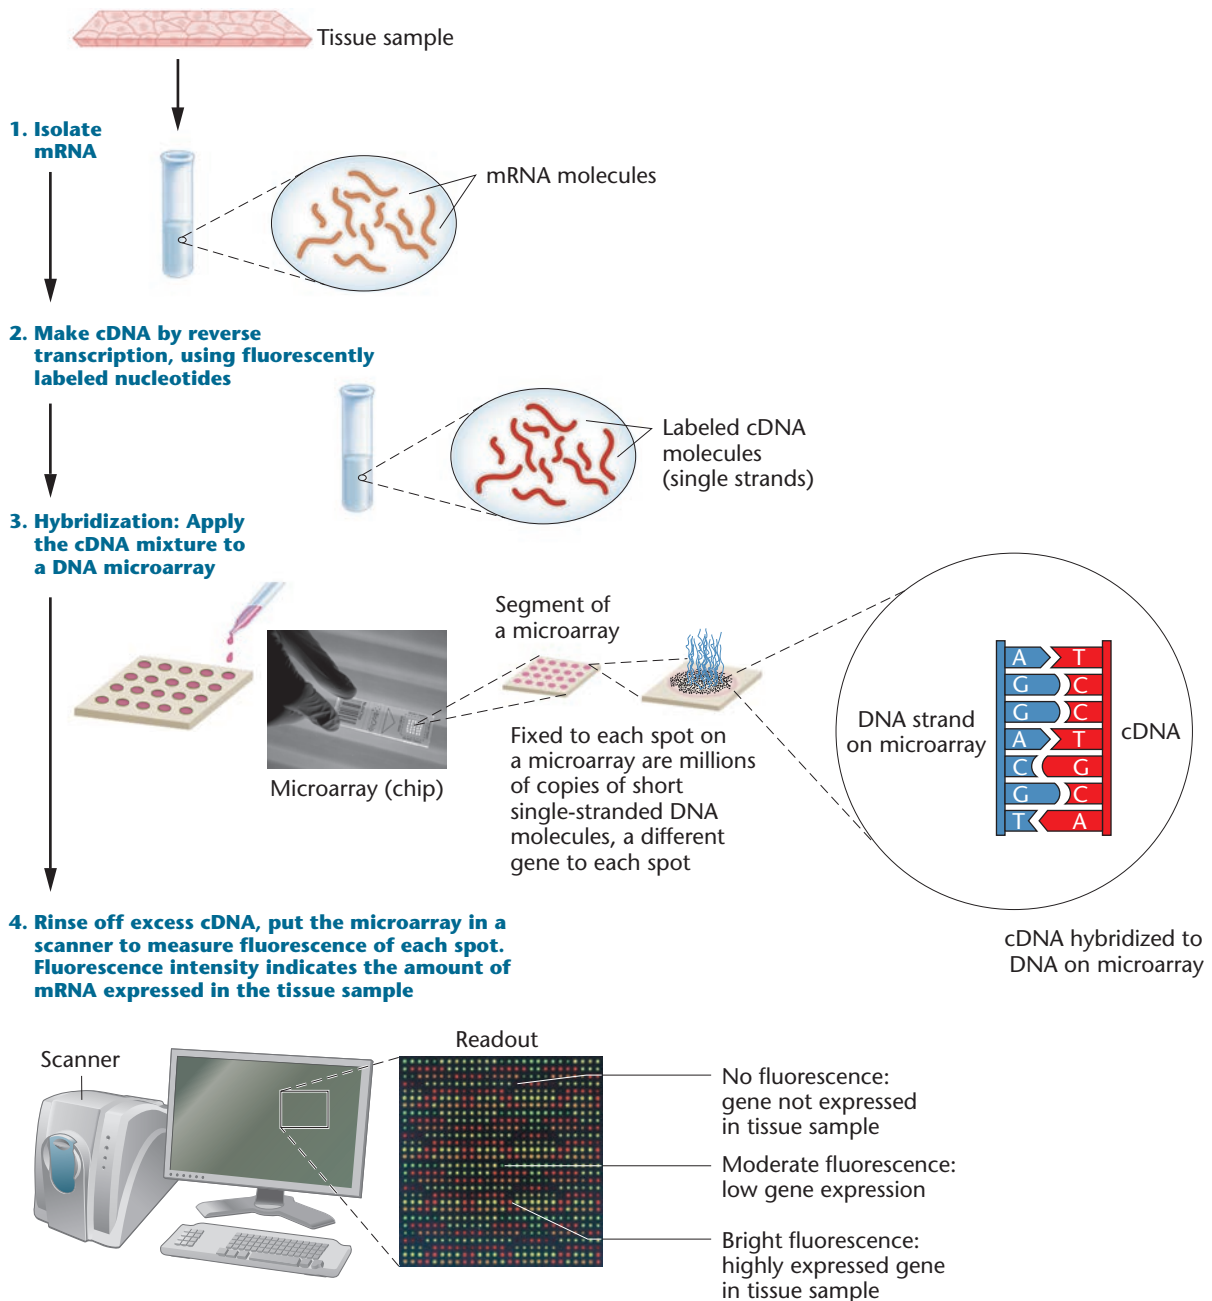 Tissue sample
1. Isolate
mRNA
mRNA molecules
2. Make cDNA by reverse
transcription, using fluorescently
labeled nucleotides
Labeled cDNA
molecules
(single strands)
3. Hybridization: Apply
the cDNA mixture to
a DNA microarray
Segment of
a microarray
Microarray (chip)
Fixed to each spot on
a microarray are millions
of copies of short
single-stranded DNA
molecules, a different
gene to each spot
DNA strand
on microarray
A T
G C
G C
A T
C G
G C
T A
cDNA
cDNA hybridized to
DNA on microarray
4. Rinse off excess cDNA, put the microarray in a
scanner to measure fluorescence of each spot.
Fluorescence intensity indicates the amount of
mRNA expressed in the tissue sample
Scanner
Readout
No fluorescence:
gene not expressed
in tissue sample
Moderate fluorescence:
low gene expression
Bright fluorescence:
highly expressed gene
in tissue sample